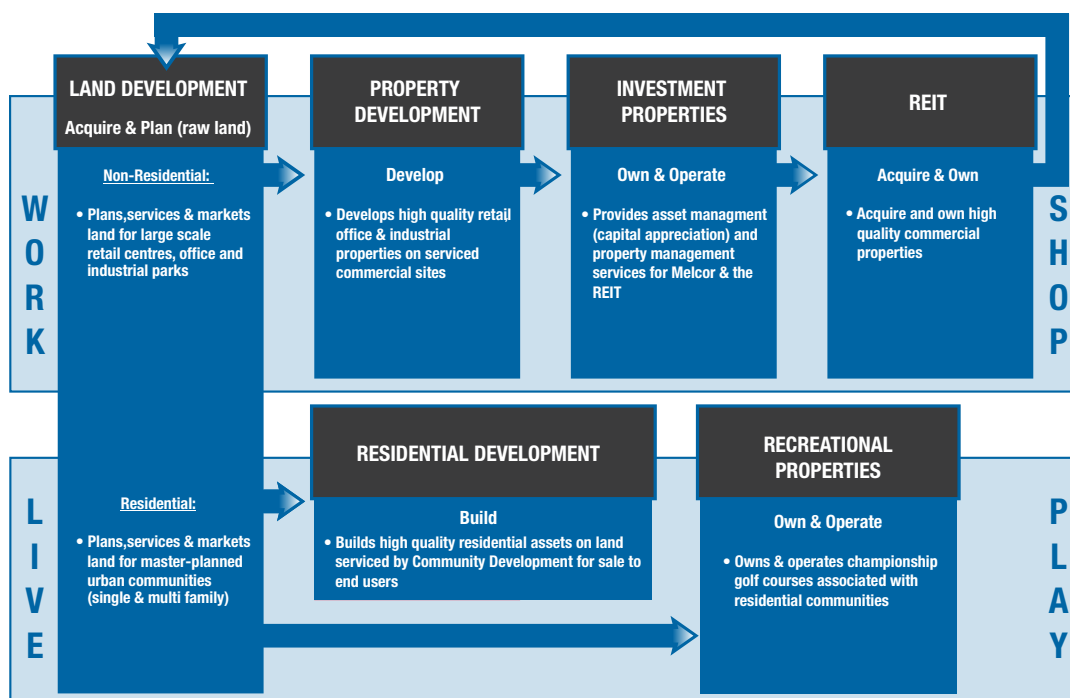 LAND DEVELOPMENT
Acquire & Plan (raw land)
PROPERTY
DEVELOPMENT
INVESTMENT
PROPERTIES
REIT
WORK
Non-Residential:
• Plans,services & markets
land for large scale
retail centres, office and
industrial parks
Develop
• Develops high quality retail
office & industrial
properties on serviced
commercial sites
Own & Operate
• Provides asset managment
(capital appreciation) and
property management
services for Melcor & the
REIT
Acquire & Own
• Acquire and own high
quality commercial
properties
SHOP
LIVE
Residential:
• Plans,services & markets
land for master-planned
urban communities
(single & multi family)
RESIDENTIAL DEVELOPMENT
Build
• Builds high quality residential assets on land
serviced by Community Development for sale to
end users
RECREATIONAL
PROPERTIES
Own & Operate
• Owns & operates championship
golf courses associated with
residential communities
PLAY